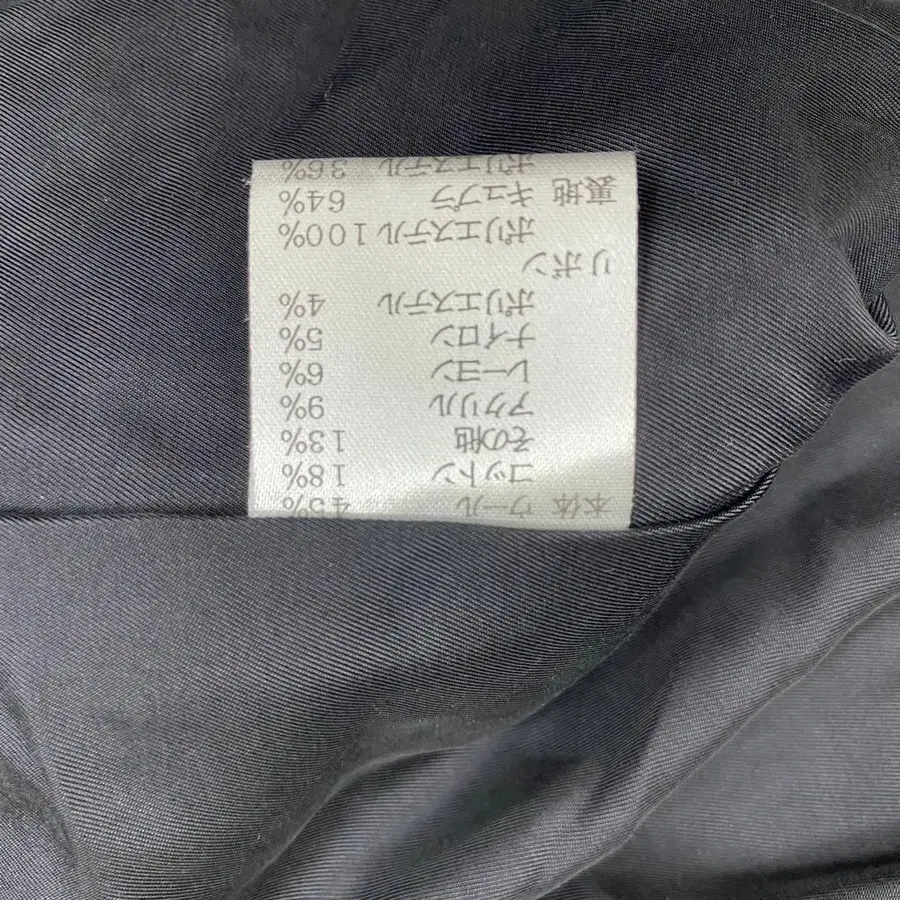 本体 ウール 45%
コットン 18%
その他 13%
アクリル 9%
レーヨン 6%
ナイロン 5%
ポリエステル 4%
リボン
ポリエステル 100%
裏地 キュプラ 64%
ポリエステル 36%